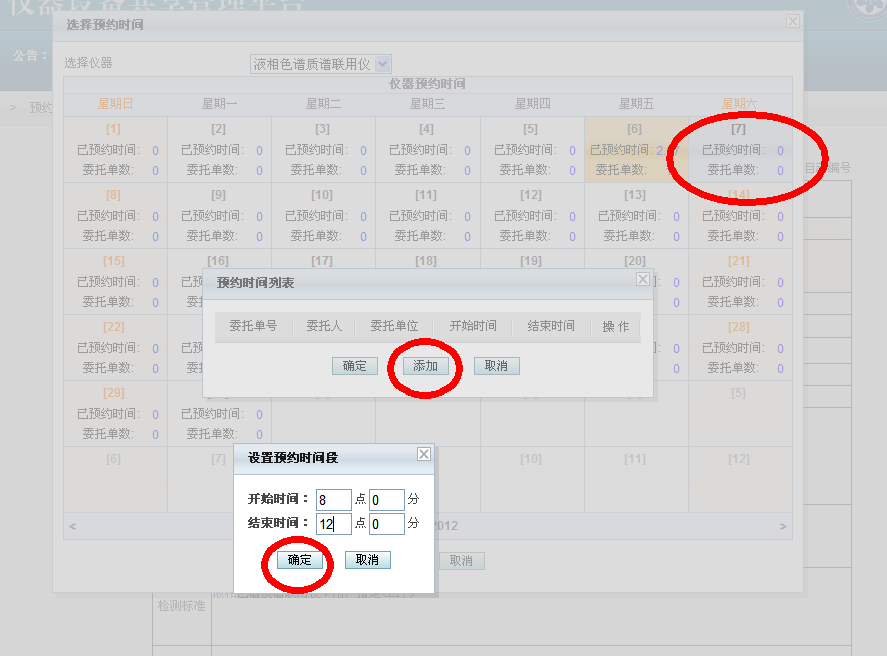 仪器设备共享管理平台
选择预约时间
公告：
选择仪器 液相色谱质谱联用仪
仪器预约时间
> 预约
星期日 星期一 星期二 星期三 星期四 星期五 星期六
[1] [2] [3] [4] [5] [6] [7]
已预约时间: 0 已预约时间: 0 已预约时间: 0 已预约时间: 0 已预约时间: 0 已预约时间: 2 已预约时间: 0
委托单数: 0 委托单数: 0 委托单数: 0 委托单数: 0 委托单数: 0 委托单数: 委托单数: 0
编号
[8] [9] [10] [11] [12] [13] [14]
已预约时间: 0 已预约时间: 0 已预约时间: 0 已预约时间: 0 已预约时间: 0 已预约时间: 0 已预约时间: 0
委托单数: 0 委托单数: 0 委托单数: 0 委托单数: 0 委托单数: 0 委托单数: 0 委托单数: 0
[15] [16] [17] [18] [19] [20] [21]
已预约时间: 0 已预 : 0 已预约时间: 0
委托单数: 0 委 0 委托单数: 0
预约时间列表
委托单号 委托人 委托单位 开始时间 结束时间 操 作
确定 添加 取消
[22] [28]
已预约时间: 0 已预 : 0 已预约时间: 0
委托单数: 0 委 0 委托单数: 0
[29] [5]
已预约时间: 0 已预约时间: 0
委托单数: 0 委托单数: 0
[6] [7] [10] [11] [12]
设置预约时间段
开始时间： 8 点 0 分
结束时间： 12 点 0 分
确定 取消
< 2012 >
取消
检测标准